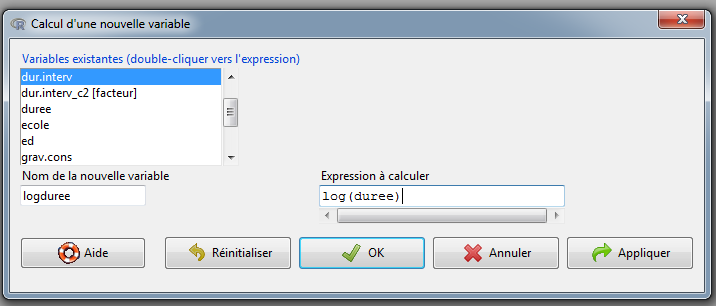 Calcul d'une nouvelle variable
Variables existantes (double-cliquer vers l'expression)
dur.interv
dur.interv_c2 [facteur]
duree
ecole
ed
grav.cons
Nom de la nouvelle variable
Expression à calculer
logduree
log(duree)
Aide
Réinitialiser
OK
Annuler
Appliquer